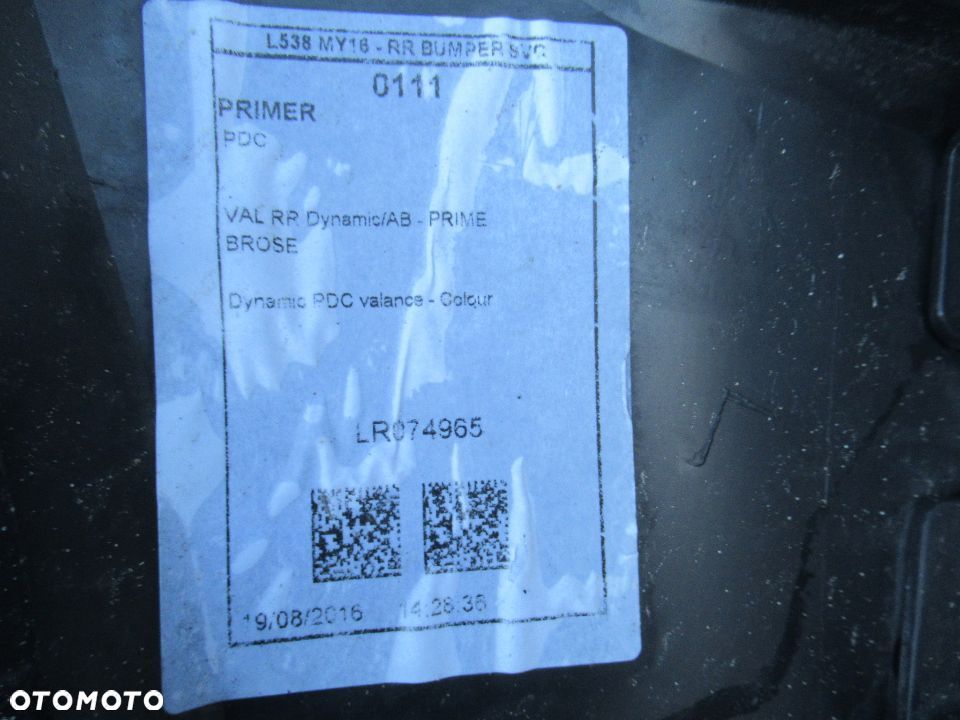 L538 MY16 - RR BUMPER SVC
0111
PRIMER
PDC
VAL RR Dynamic/AB - PRIME
BROSE
Dynamic PDC valance - Colour
LR074965
19/08/2016 14:28:36
OTOMOTO